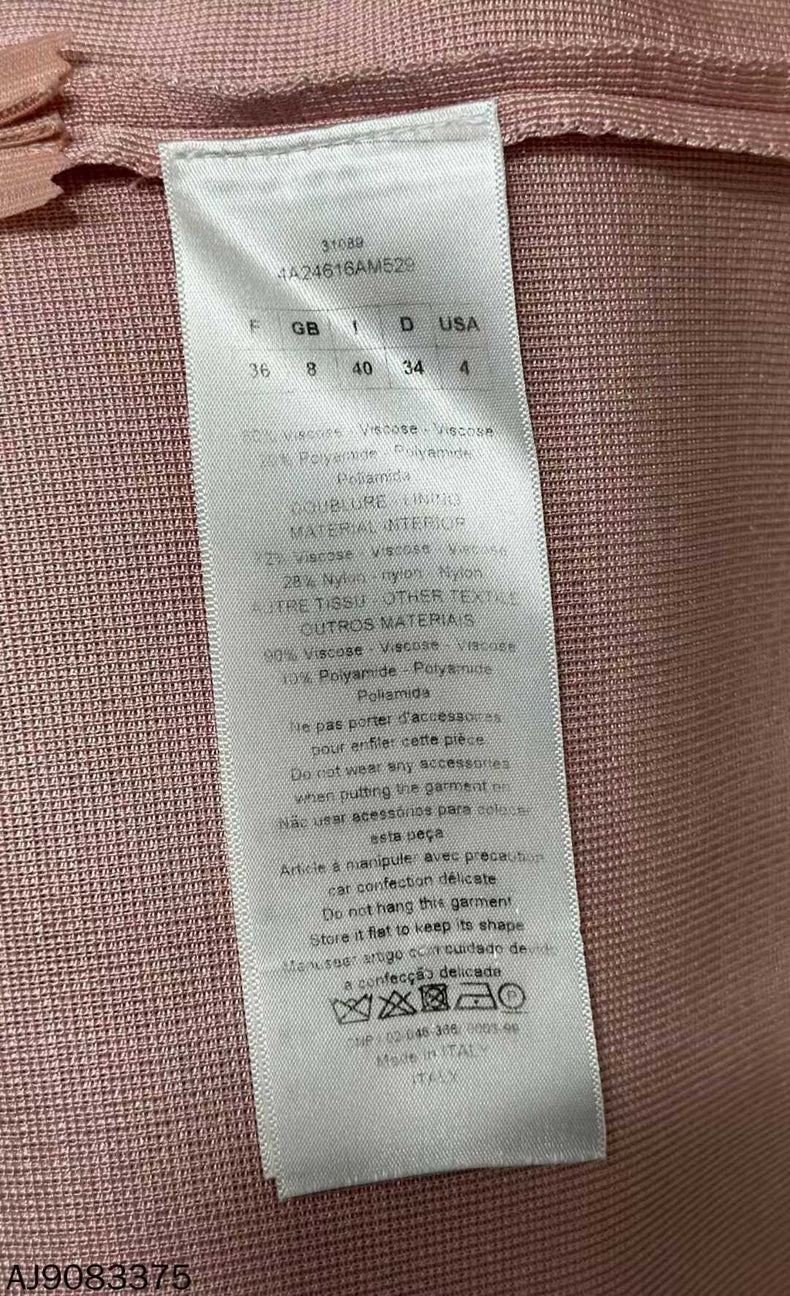 31089
4A24616AM529
F GB I D USA
36 8 40 34 4
Viscose - Viscose - Viscose
Polyamide - Polyamide
Poliamida
DOUBLURE - LINING
MATERIAL INTERIOR
72% Viscose - Viscose - Viscose
28% Nylon - nylon - Nylon
AUTRE TISSU - OTHER TEXTILE
OUTROS MATERIAIS
90% Viscose - Viscose - Viscose
10% Polyamide - Polyamide
Poliamida
Ne pas porter d'accessoires
pour enfiler cette pièce
Do not wear any accessories
when putting the garment on
Não usar acessórios para colocar
esta peça
Article à manipuler avec précaution
car confection délicate
Do not hang this garment
Store it flat to keep its shape
Manusear artigo com cuidado devido
a confecção delicada
P
Made in ITALY
ITALY
AJ9083375